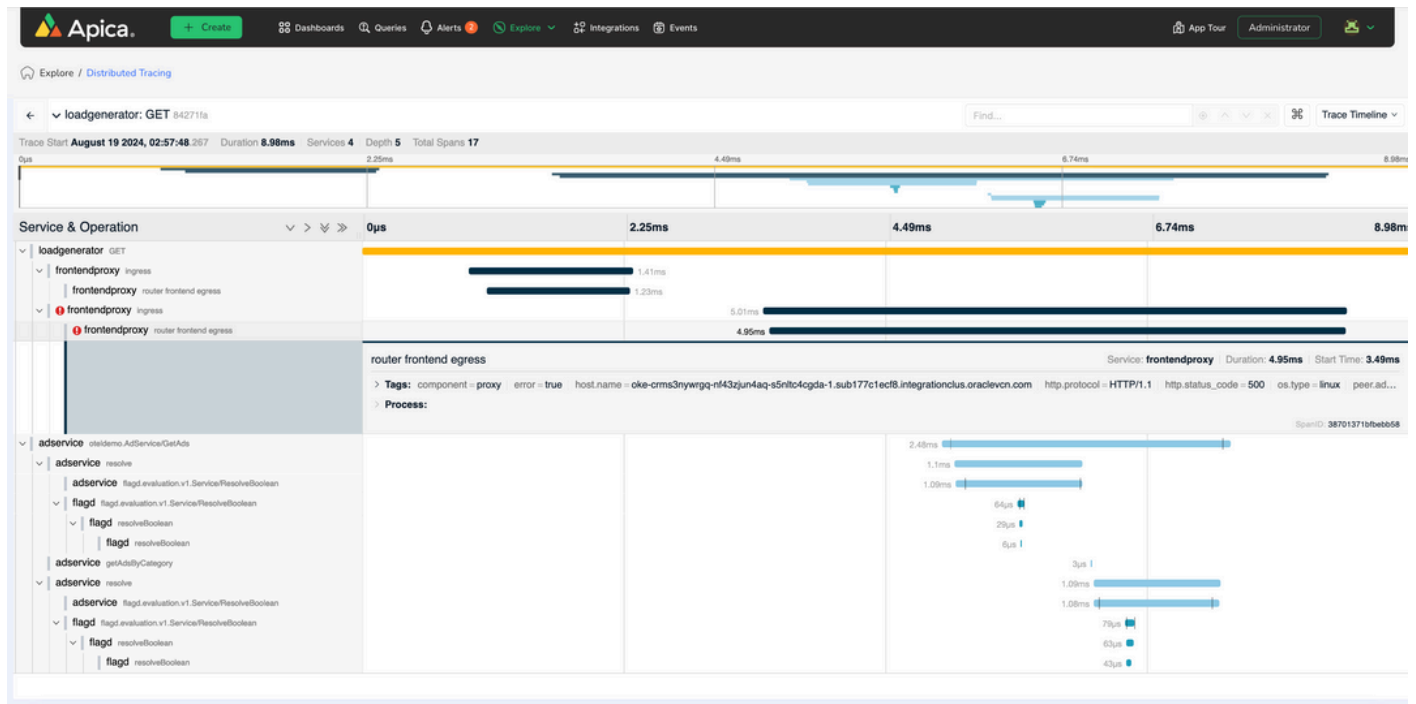 Apica. + Create Dashboards Queries Alerts 2 Explore Integrations Events App Tour Administrator
Explore / Distributed Tracing
loadgenerator: GET 84271fa Find... Trace Timeline
Trace Start August 19 2024, 02:57:48.267 Duration 8.98ms Services 4 Depth 5 Total Spans 17
0μs 2.25ms 4.49ms 6.74ms 8.98ms
Service & Operation 0μs 2.25ms 4.49ms 6.74ms 8.98ms
loadgenerator GET
frontendproxy ingress 1.41ms
frontendproxy router frontend egress 1.23ms
frontendproxy ingress 5.01ms
frontendproxy router frontend egress 4.95ms
router frontend egress Service: frontendproxy Duration: 4.95ms Start Time: 3.49ms
Tags: component = proxy error = true host.name = oke-crms3nywrgq-nf43zjun4aq-s5nltc4cgda-1.sub177c1ecf8.integrationclus.oraclevcn.com http.protocol = HTTP/1.1 http.status_code = 500 os.type = linux peer.ad...
Process:
SpanID: 38701371bfbebb58
adservice oteldemo.AdService/GetAds 2.48ms
adservice resolve 1.1ms
adservice flagd.evaluation.v1.Service/ResolveBoolean 1.09ms
flagd flagd.evaluation.v1.Service/ResolveBoolean 64μs
flagd resolveBoolean 29μs
flagd resolveBoolean 6μs
adservice getAdsByCategory 3μs
adservice resolve 1.09ms
adservice flagd.evaluation.v1.Service/ResolveBoolean 1.08ms
flagd flagd.evaluation.v1.Service/ResolveBoolean 79μs
flagd resolveBoolean 63μs
flagd resolveBoolean 43μs